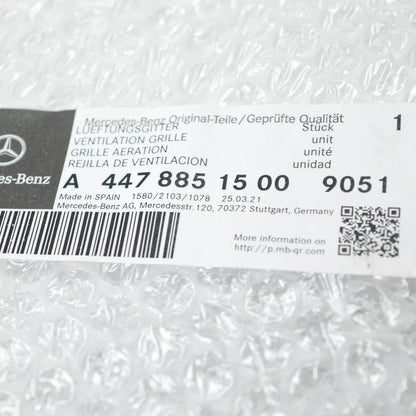 Mercedes-Benz Original-Teile/Geprüfte Qualität 1
LUEFTUNGSGITTER Stück
VENTILATION GRILLE unit
GRILLE AERATION unité
REJILLA DE VENTILACION unidad
A 447 885 15 00 9051
Made in SPAIN 1580/2103/1078 25.03.21
Mercedes-Benz AG, Mercedesstr.120, 70372 Stuttgart, Germany
More information on
http://p.mb-qr.com/